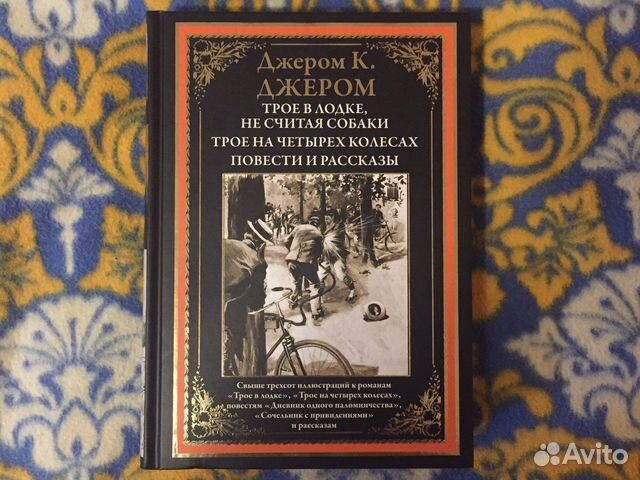 Джером К.
ДЖЕРОМ
ТРОЕ В ЛОДКЕ,
НЕ СЧИТАЯ СОБАКИ
ТРОЕ НА ЧЕТЫРЕХ КОЛЕСАХ
ПОВЕСТИ И РАССКАЗЫ
Свыше трехсот иллюстраций к романам
«Трое в лодке», «Трое на четырех колесах»,
повестям «Дневник одного паломничества»,
«Сочельник с привидениями»
и рассказам
Avito